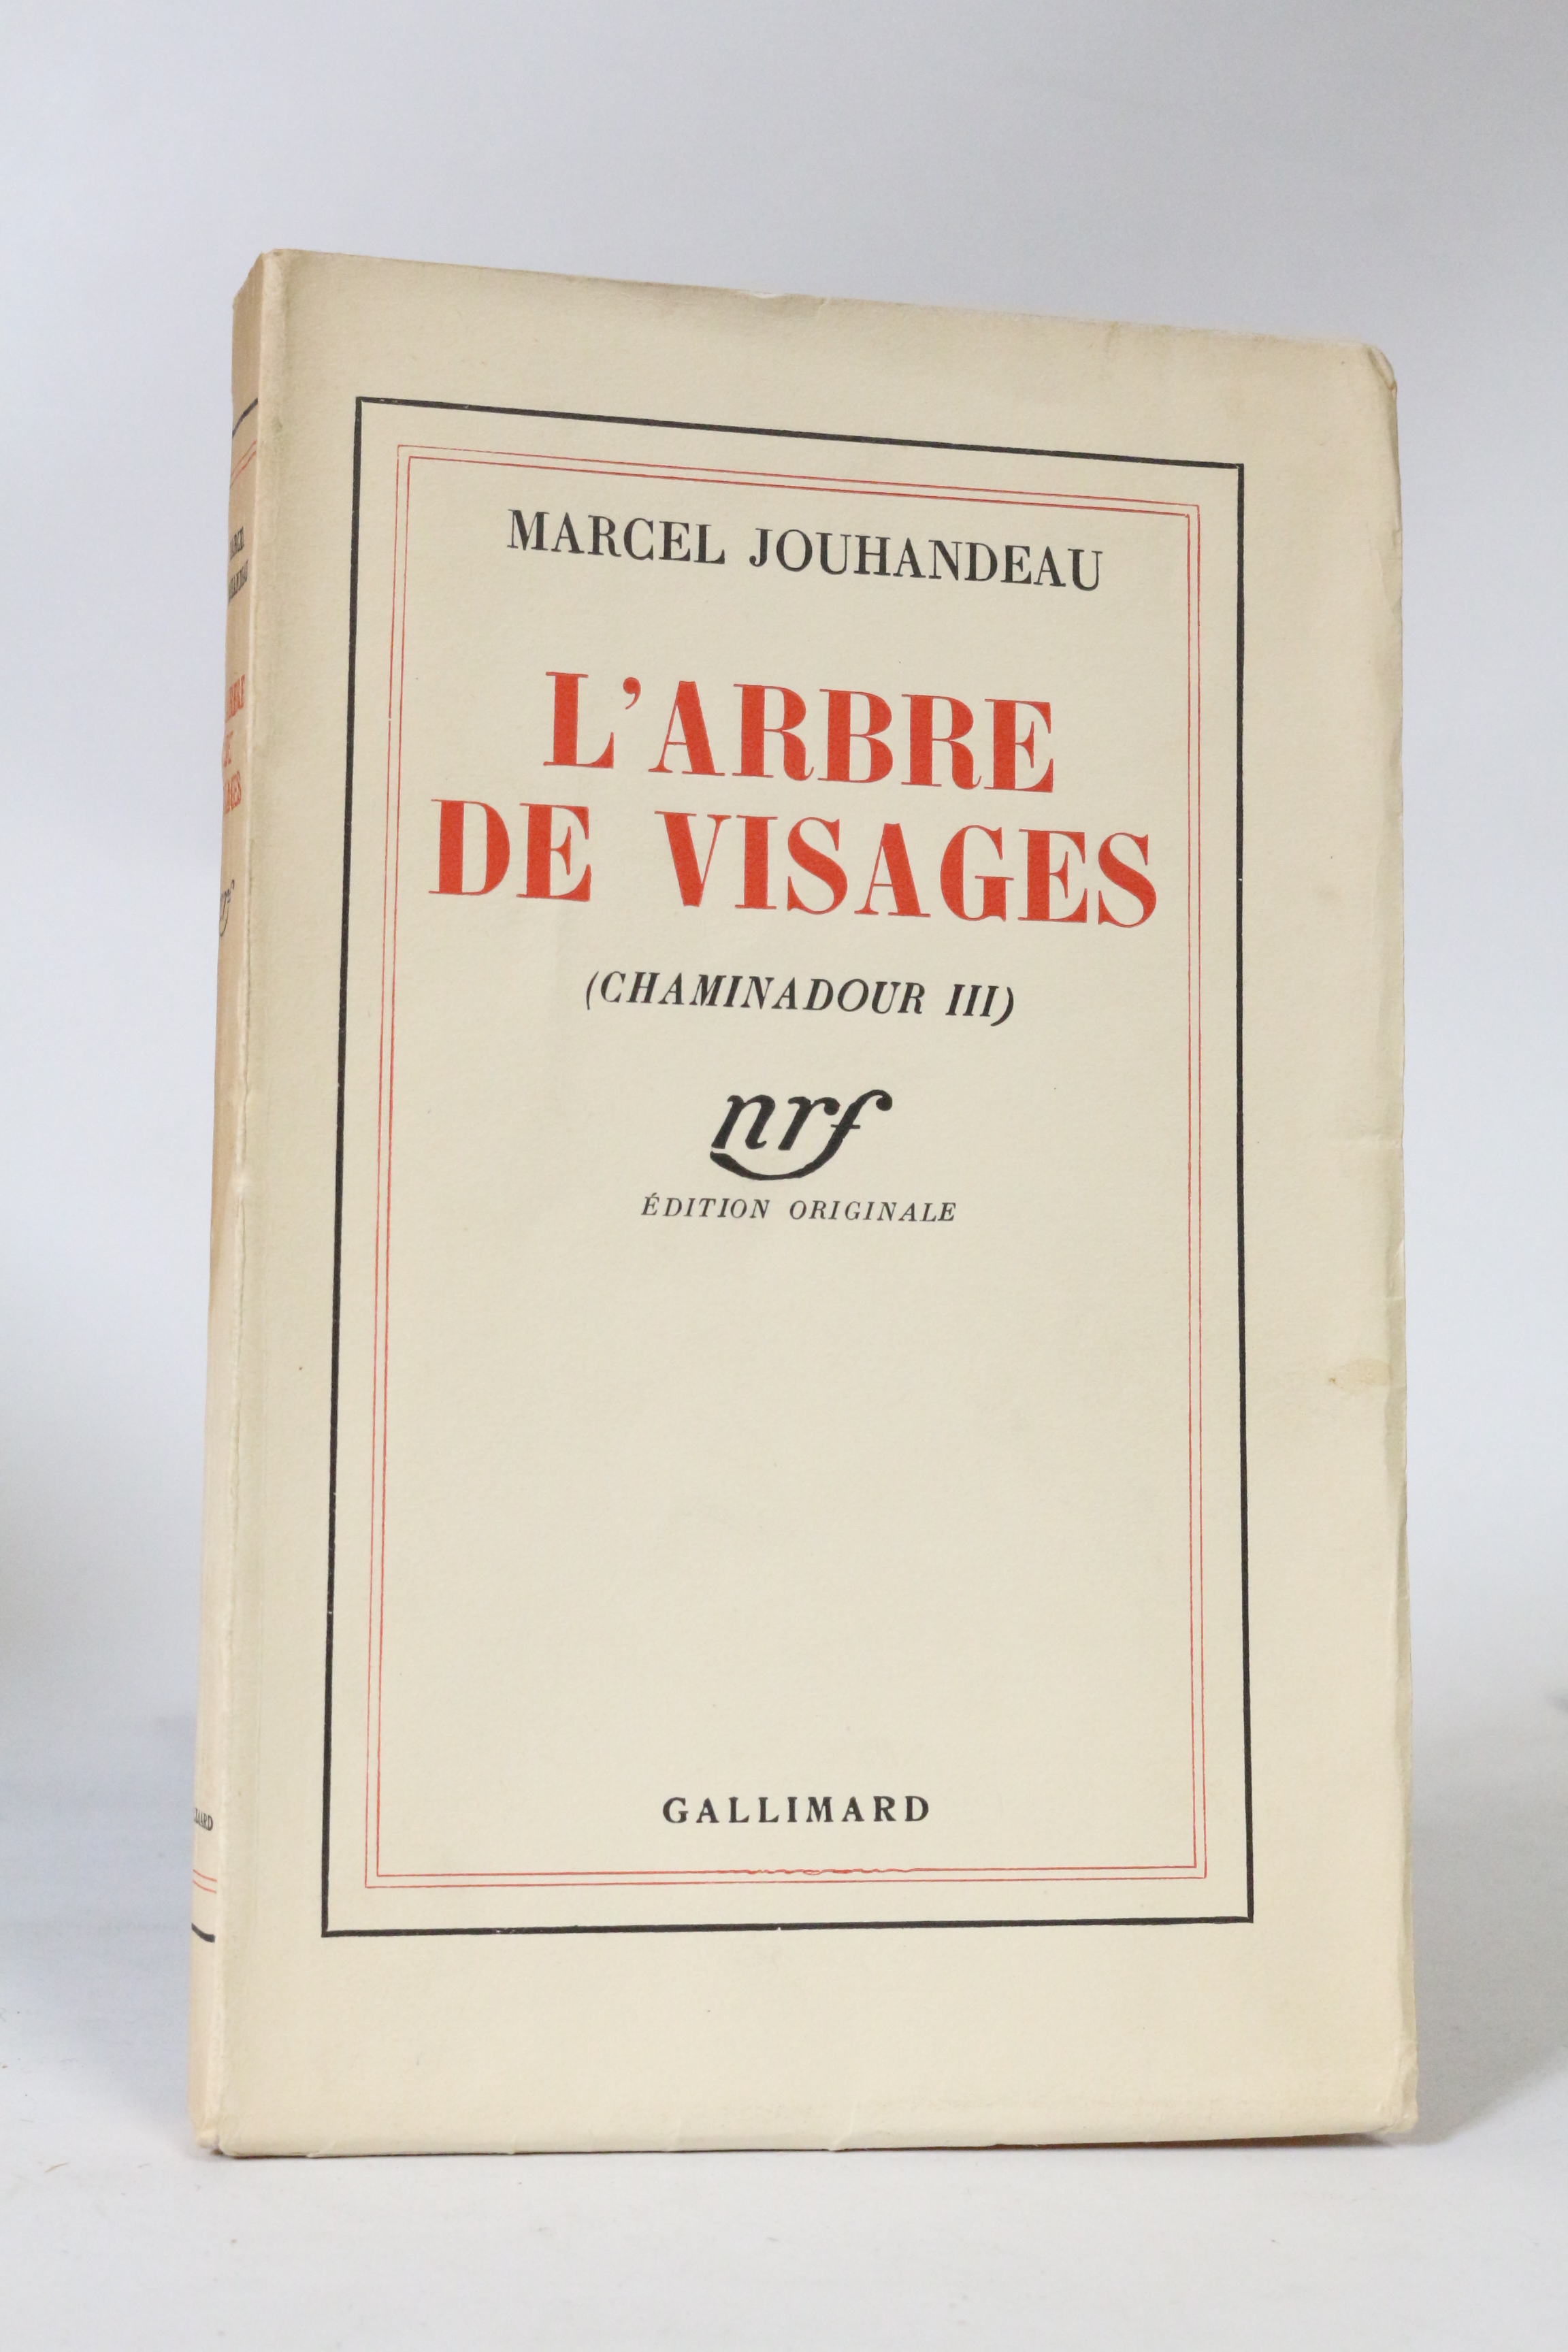 MARCEL JOUHANDEAU
L'ARBRE
DE VISAGES
(CHAMINADOUR III)
nrf
ÉDITION ORIGINALE
GALLIMARD